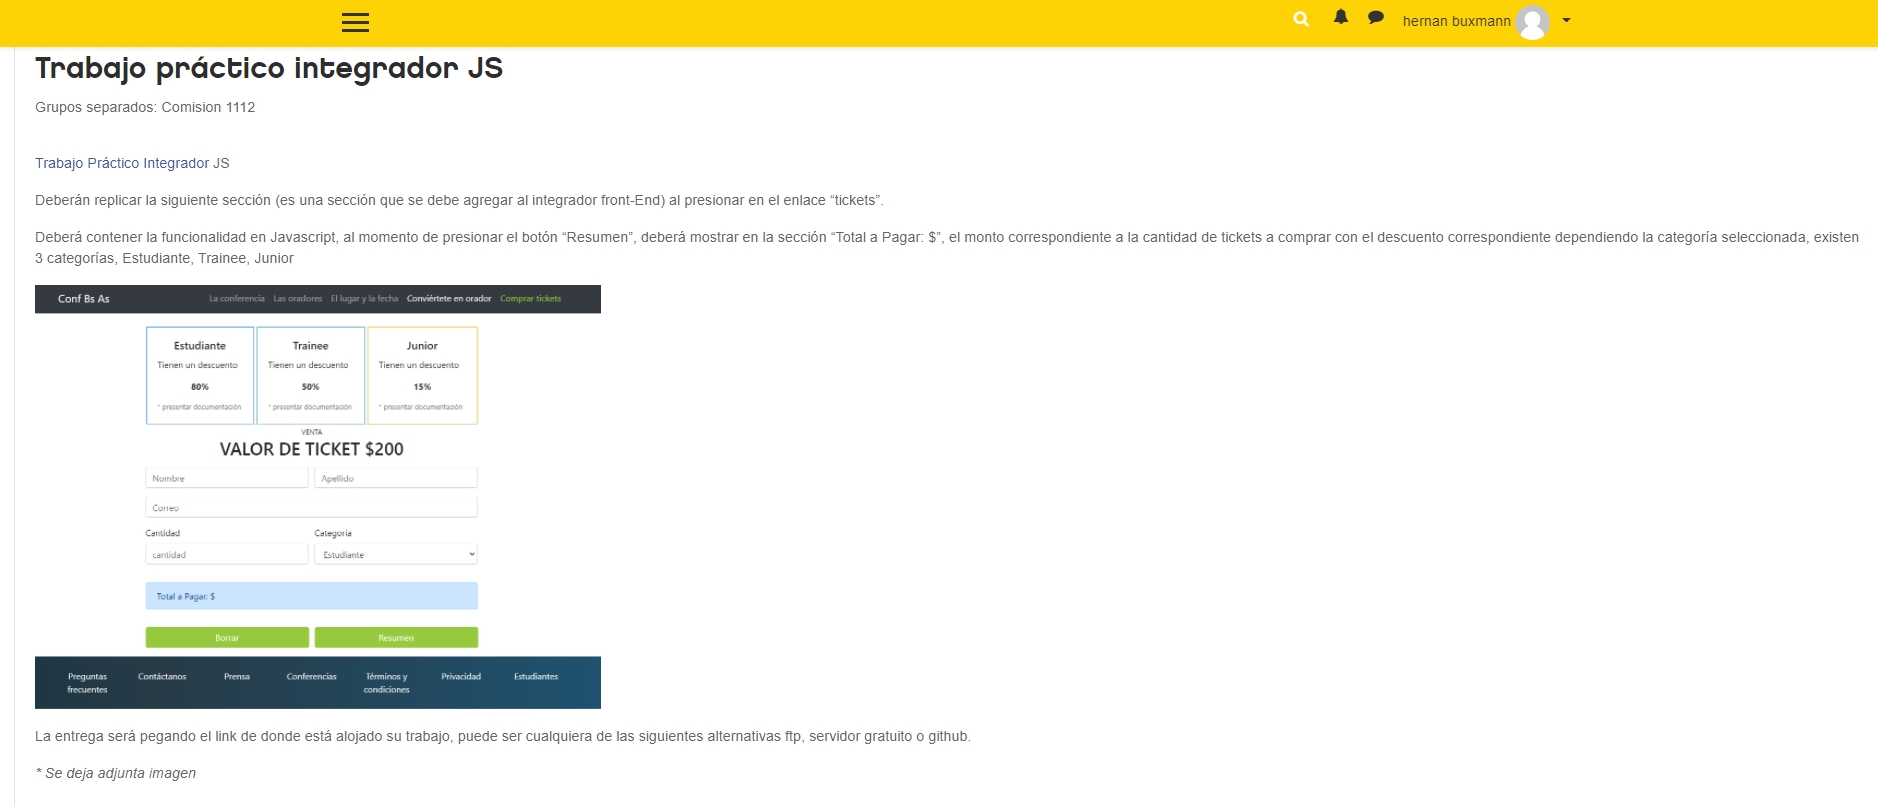 hernan buxmann
Trabajo práctico integrador JS
Grupos separados: Comision 1112
Trabajo Práctico Integrador JS
Deberán replicar la siguiente sección (es una sección que se debe agregar al integrador front-End) al presionar en el enlace “tickets”.
Deberá contener la funcionalidad en Javascript, al momento de presionar el botón “Resumen”, deberá mostrar en la sección “Total a Pagar: $”, el monto correspondiente a la cantidad de tickets a comprar con el descuento correspondiente dependiendo la categoría seleccionada, existen
3 categorías, Estudiante, Trainee, Junior
Conf Bs As La conferencia Las oradores El lugar y la fecha Conviértete en orador Comprar tickets
Estudiante Trainee Junior
Tienen un descuento Tienen un descuento Tienen un descuento
80% 50% 15%
* presentar documentación * presentar documentación * presentar documentación
VENTA
VALOR DE TICKET $200
Nombre Apellido
Correo
Cantidad Categoria
cantidad Estudiante
Total a Pagar: $
Borrar Resumen
Preguntas Contáctanos Prensa Conferencias Términos y Privacidad Estudiantes
frecuentes condiciones
La entrega será pegando el link de donde está alojado su trabajo, puede ser cualquiera de las siguientes alternativas ftp, servidor gratuito o github.
* Se deja adjunta imagen